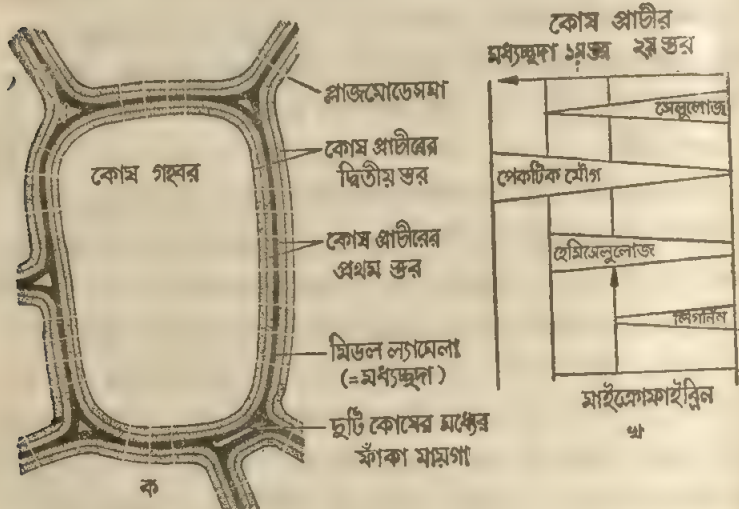 কোষ প্রাচীর
মধ্যচ্ছদা ১মস্তর ২য় স্তর
প্লাজমোডেসমা
সেলুলোজ
কোষ গহ্বর
কোষ প্রাচীরের
দ্বিতীয় স্তর
পেকটিক যৌগ
কোষ প্রাচীরের
প্রথম স্তর
হেমিসেলুলোজ
লিগনিন
মিডল ল্যামেলা
(=মধ্যচ্ছদা)
মাইক্রোফাইব্রিন
দুটি কোষের মধ্যের
ফাঁকা যায়গা
ক
খ